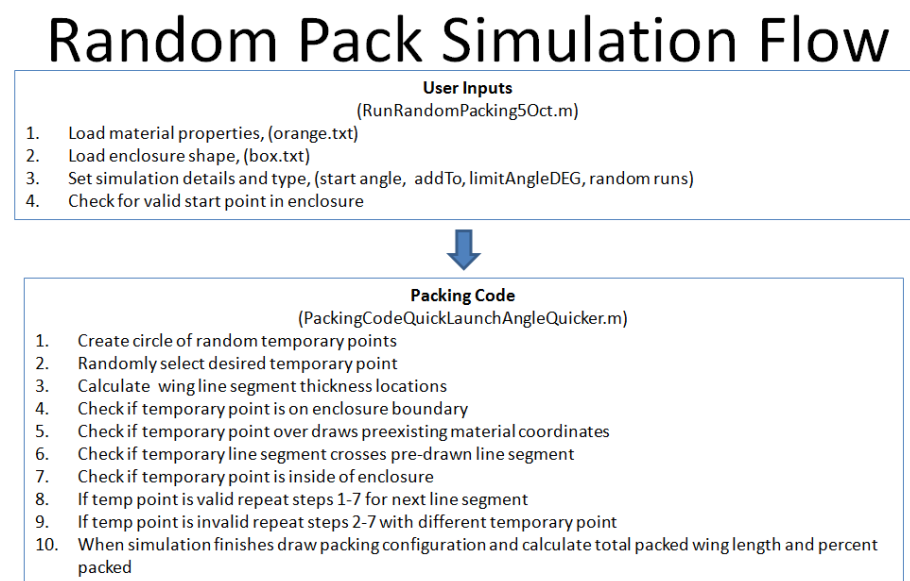 Random Pack Simulation Flow
User Inputs
(RunRandomPacking5Oct.m)
1. Load material properties, (orange.txt)
2. Load enclosure shape, (box.txt)
3. Set simulation details and type, (start angle, addTo, limitAngleDEG, random runs)
4. Check for valid start point in enclosure
Packing Code
(PackingCodeQuickLaunchAngleQuicker.m)
1. Create circle of random temporary points
2. Randomly select desired temporary point
3. Calculate wing line segment thickness locations
4. Check if temporary point is on enclosure boundary
5. Check if temporary point over draws preexisting material coordinates
6. Check if temporary line segment crosses pre-drawn line segment
7. Check if temporary point is inside of enclosure
8. If temp point is valid repeat steps 1-7 for next line segment
9. If temp point is invalid repeat steps 2-7 with different temporary point
10. When simulation finishes draw packing configuration and calculate total packed wing length and percent
packed